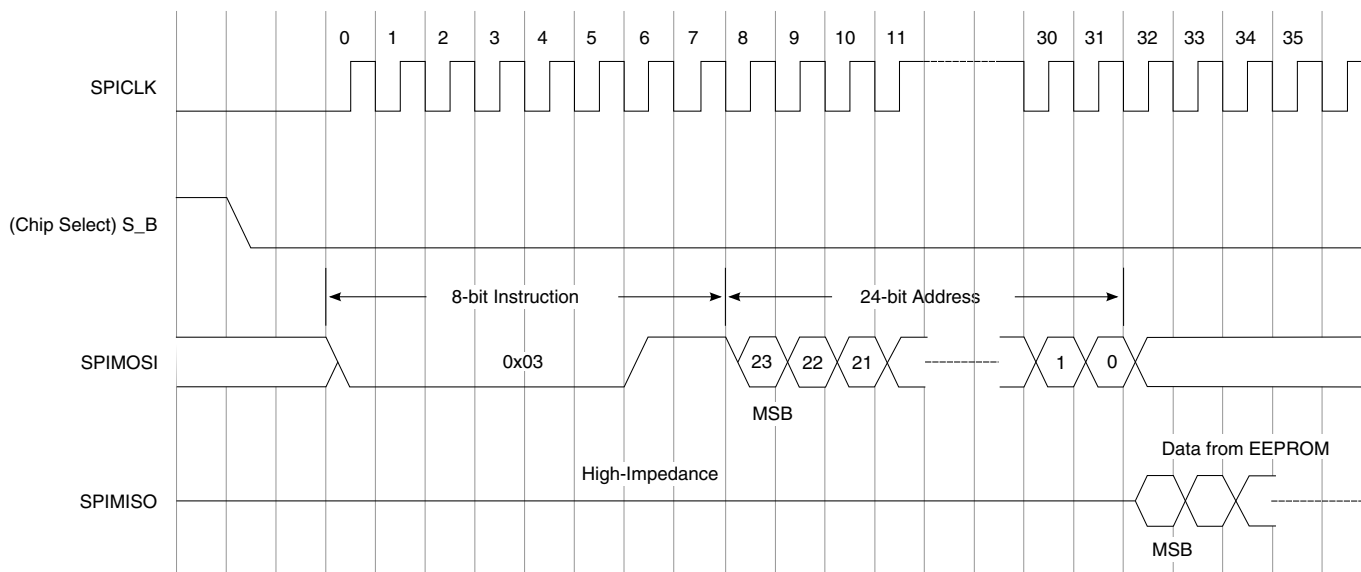 0 1 2 3 4 5 6 7 8 9 10 11 30 31 32 33 34 35
SPICLK
(Chip Select) S_B
8-bit Instruction 24-bit Address
SPIMOSI 0x03 23 22 21 1 0
MSB
Data from EEPROM
High-Impedance
SPIMISO
MSB